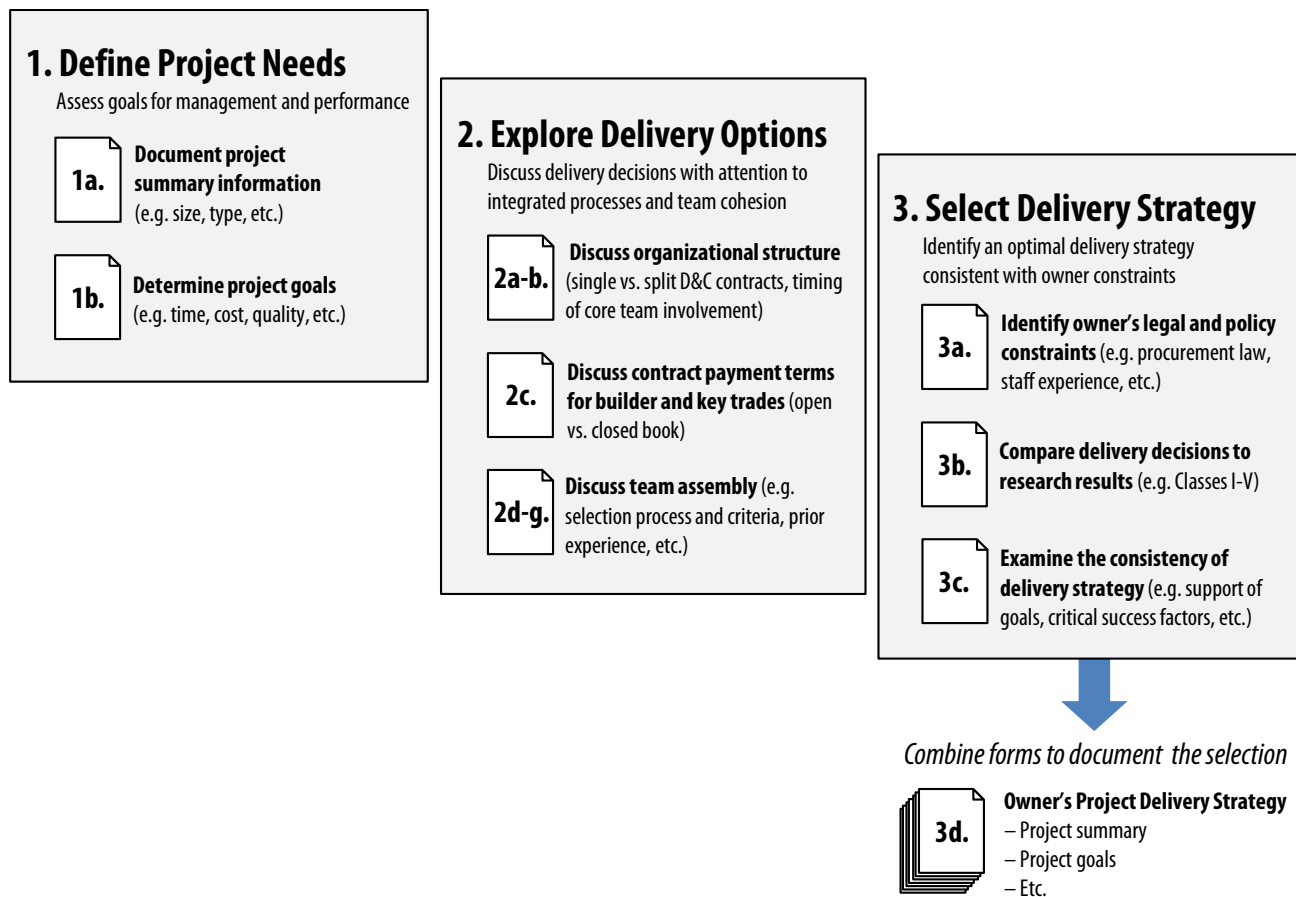 1. Define Project Needs
Assess goals for management and performance
1a.
Document project
summary information
(e.g. size, type, etc.)
1b.
Determine project goals
(e.g. time, cost, quality, etc.)
2. Explore Delivery Options
Discuss delivery decisions with attention to
integrated processes and team cohesion
2a-b.
Discuss organizational structure
(single vs. split D&C contracts, timing
of core team involvement)
2c.
Discuss contract payment terms
for builder and key trades (open
vs. closed book)
2d-g.
Discuss team assembly (e.g.
selection process and criteria, prior
experience, etc.)
3. Select Delivery Strategy
Identify an optimal delivery strategy
consistent with owner constraints
3a.
Identify owner's legal and policy
constraints (e.g. procurement law,
staff experience, etc.)
3b.
Compare delivery decisions to
research results (e.g. Classes I-V)
3c.
Examine the consistency of
delivery strategy (e.g. support of
goals, critical success factors, etc.)
Combine forms to document the selection
3d.
Owner's Project Delivery Strategy
– Project summary
– Project goals
– Etc.